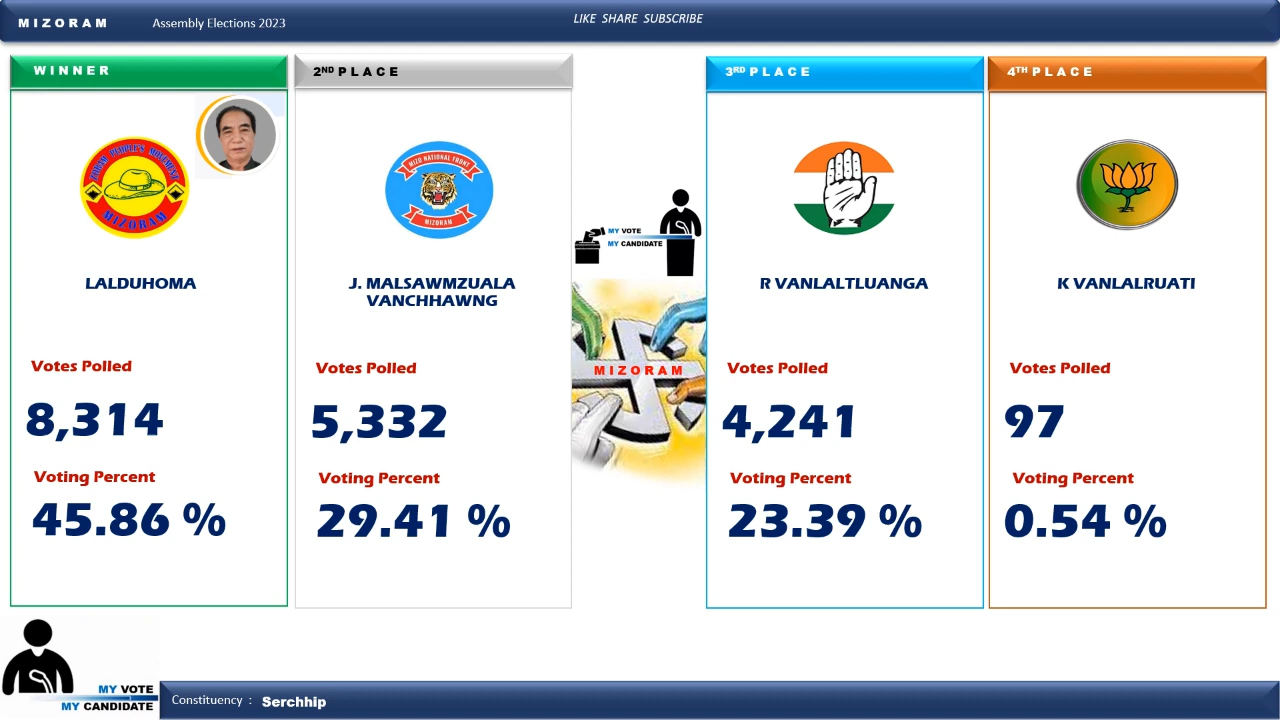 MIZORAM
Assembly Elections 2023
LIKE SHARE SUBSCRIBE
WINNER
ZORAM PEOPLE'S MOVEMENT
MIZORAM
LALDUHOMA
Votes Polled
8,314
Voting Percent
45.86 %
2ND PLACE
MIZO NATIONAL FRONT
MIZORAM
J. MALSAWMZUALA
VANCHHAWNG
Votes Polled
5,332
Voting Percent
29.41 %
MY VOTE
MY CANDIDATE
MIZORAM
3RD PLACE
R VANLALTLUANGA
Votes Polled
4,241
Voting Percent
23.39 %
4TH PLACE
K VANLALRUATI
Votes Polled
97
Voting Percent
0.54 %
MY VOTE
MY CANDIDATE
Constituency : Serchhip